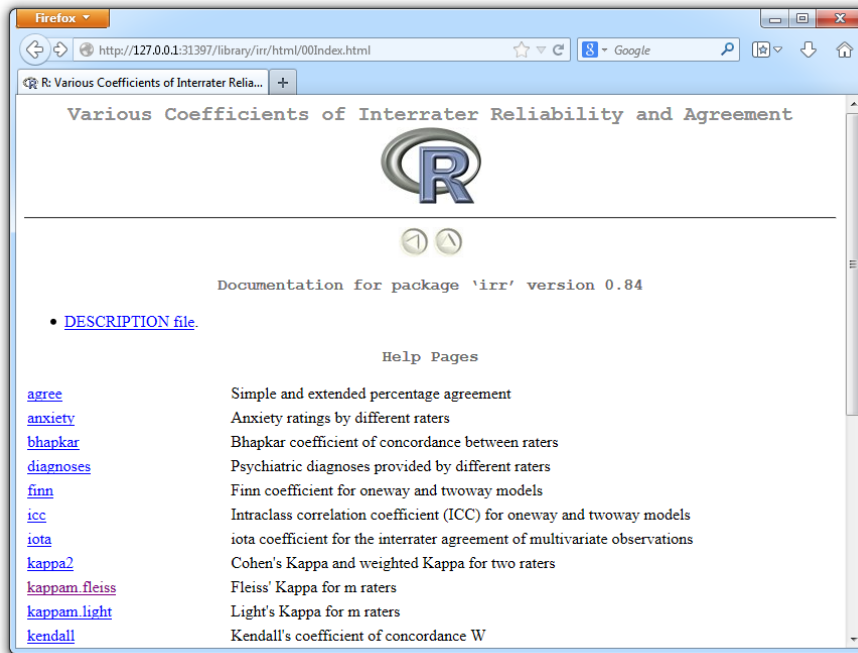 Firefox
http://127.0.0.1:31397/library/irr/html/00Index.html
8 Google
R: Various Coefficients of Interrater Relia...
Various Coefficients of Interrater Reliability and Agreement
R
Documentation for package ‘irr’ version 0.84
• DESCRIPTION file.
Help Pages
agree Simple and extended percentage agreement
anxiety Anxiety ratings by different raters
bhapkar Bhapkar coefficient of concordance between raters
diagnoses Psychiatric diagnoses provided by different raters
finn Finn coefficient for oneway and twoway models
icc Intraclass correlation coefficient (ICC) for oneway and twoway models
iota iota coefficient for the interrater agreement of multivariate observations
kappa2 Cohen's Kappa and weighted Kappa for two raters
kappam.fleiss Fleiss' Kappa for m raters
kappam.light Light's Kappa for m raters
kendall Kendall's coefficient of concordance W